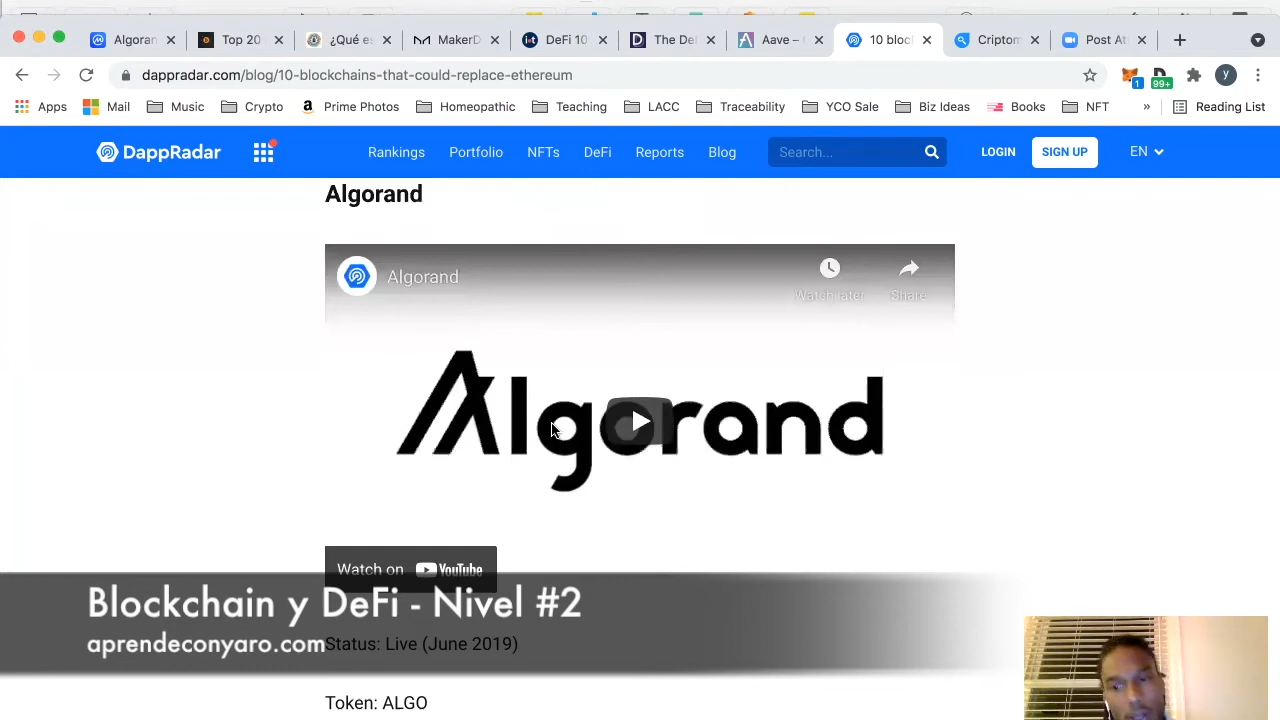 Algoran
Top 20
¿Qué es
MakerD
DeFi 10
The De
Aave –
10 bloc
Criptom
Post At
dappradar.com/blog/10-blockchains-that-could-replace-ethereum
1
99+
y
Apps
Mail
Music
Crypto
Prime Photos
Homeopathic
Teaching
LACC
Traceability
YCO Sale
Biz Ideas
Books
NFT
»
Reading List
DappRadar
Rankings
Portfolio
NFTs
DeFi
Reports
Blog
Search...
LOGIN
SIGN UP
EN
Algorand
Algorand
Watch later
Share
Algorand
Watch on YouTube
Blockchain y DeFi - Nivel #2
aprendeconyaro.com
Status: Live (June 2019)
Token: ALGO